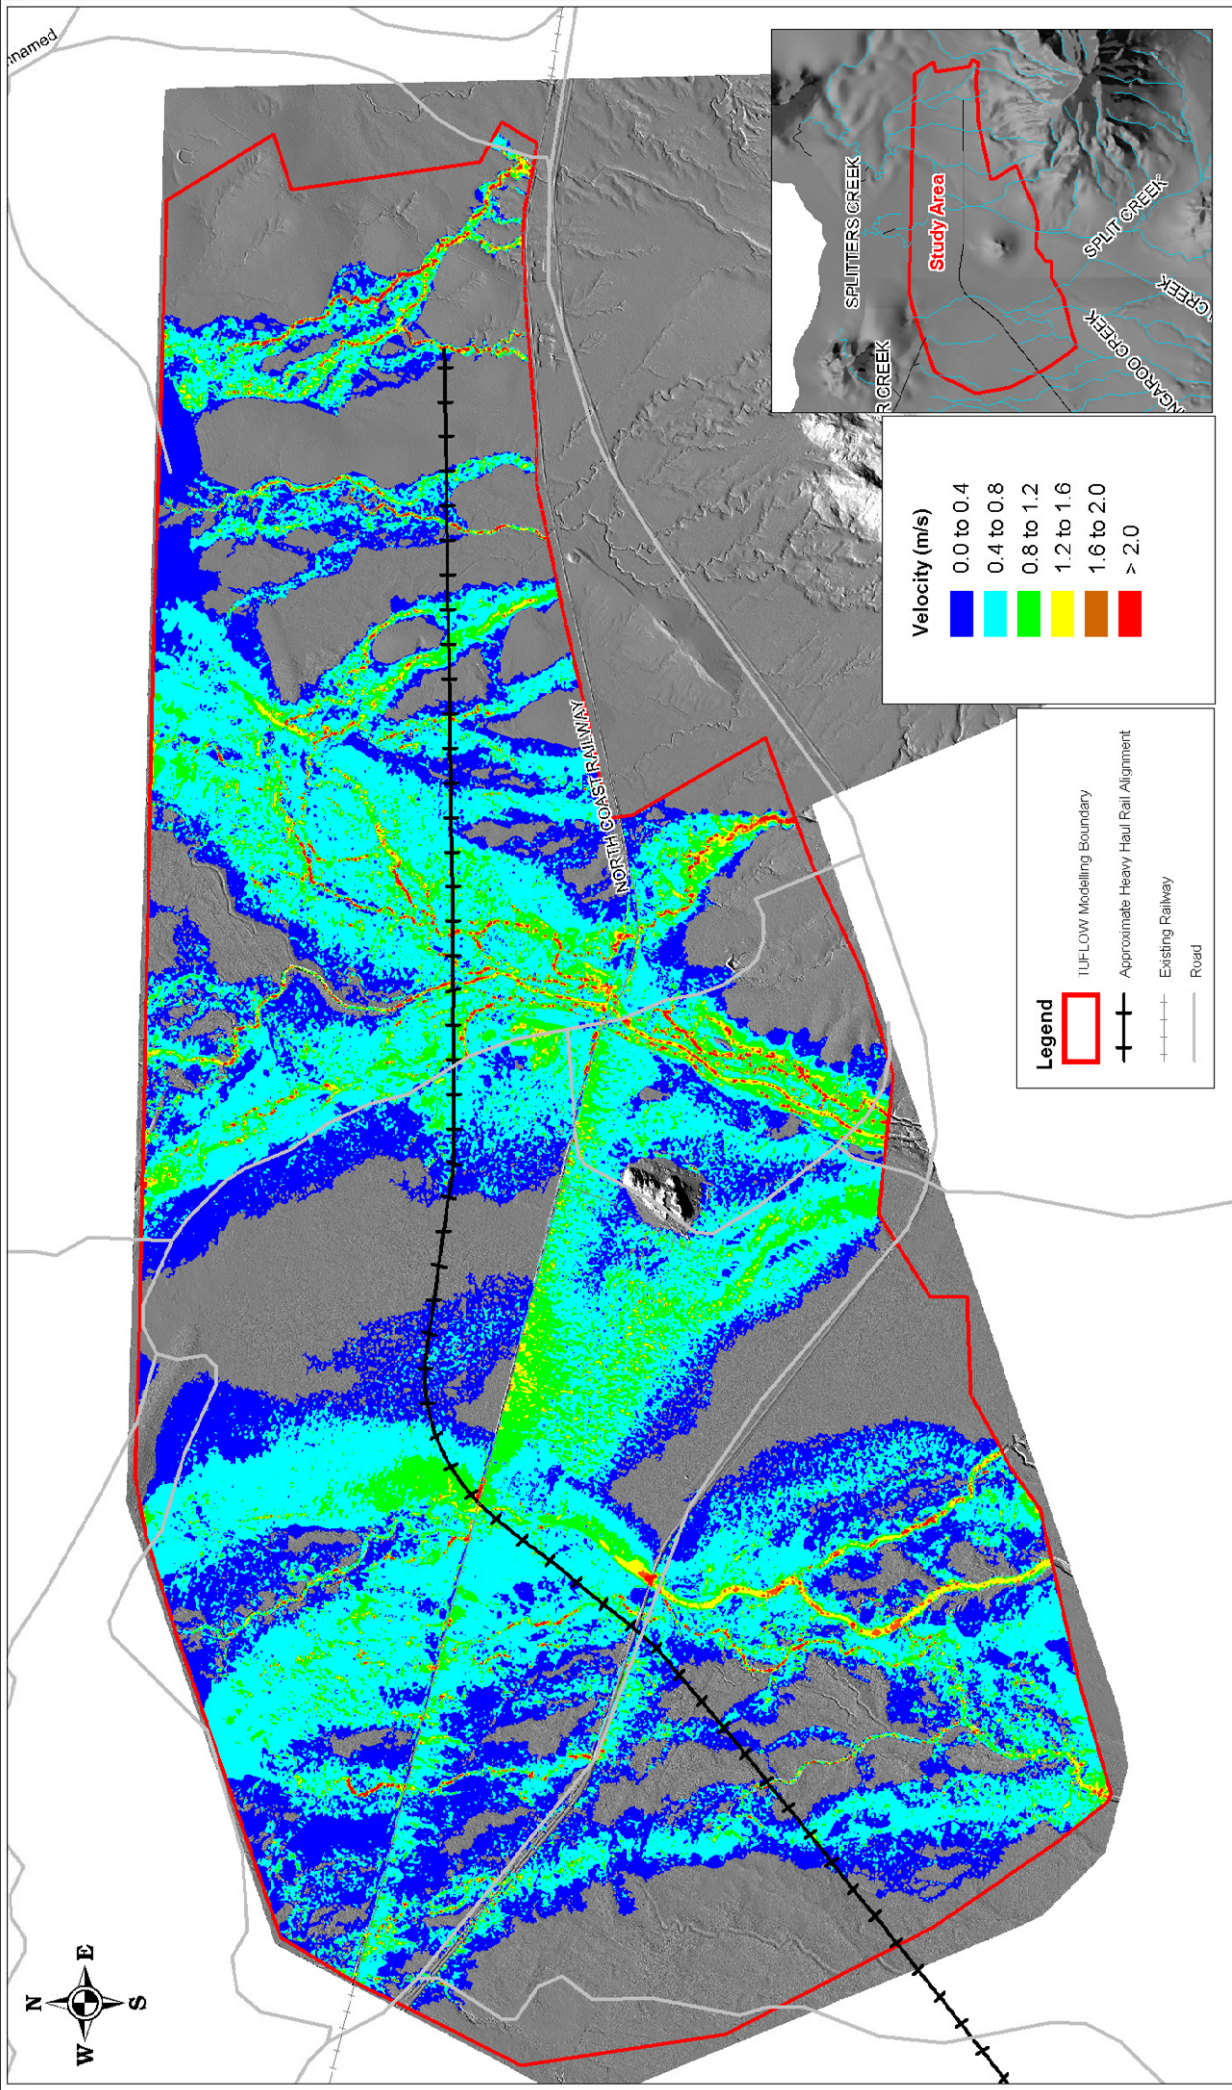 nnamed
N
W
E
S
NORTH COAST RAILWAY
SPLITTERS CREEK
Study Area
R CREEK
SPLIT CREEK
NGAROO CREEK
CREEK
Velocity (m/s)
0.0 to 0.4
0.4 to 0.8
0.8 to 1.2
1.2 to 1.6
1.6 to 2.0
> 2.0
Legend
TUFLOW Modelling Boundary
Approximate Heavy Haul Rail Alignment
Existing Railway
Road